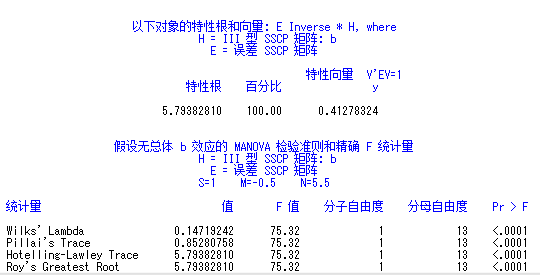 以下对象的特性根和向量: E Inverse * H, where
H = III 型 SSCP 矩阵: b
E = 误差 SSCP 矩阵
特性向量 V'EV=1
特性根 百分比 y
5.79382810 100.00 0.41278324
假设无总体 b 效应的 MANOVA 检验准则和精确 F 统计量
H = III 型 SSCP 矩阵: b
E = 误差 SSCP 矩阵
S=1 M=-0.5 N=5.5
统计量 值 F 值 分子自由度 分母自由度 Pr > F
Wilks' Lambda 0.14719242 75.32 1 13 <.0001
Pillai's Trace 0.85280758 75.32 1 13 <.0001
Hotelling-Lawley Trace 5.79382810 75.32 1 13 <.0001
Roy's Greatest Root 5.79382810 75.32 1 13 <.0001